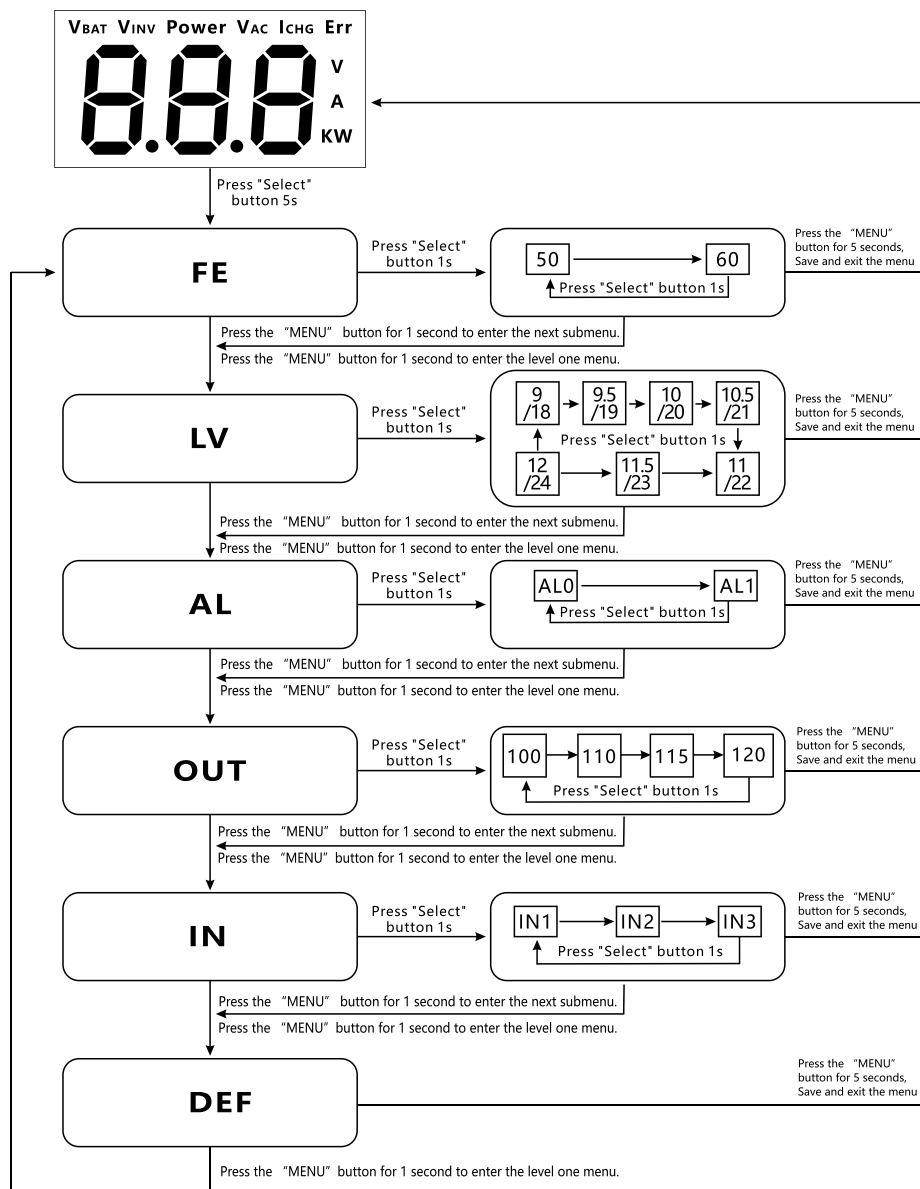 VBAT VINV Power VAC ICHG Err
8.8.8
V
A
KW
Press "Select"
button 5s
FE
Press "Select"
button 1s
50
60
Press "Select" button 1s
Press the “MENU”
button for 5 seconds,
Save and exit the menu
Press the “MENU” button for 1 second to enter the next submenu.
Press the “MENU” button for 1 second to enter the level one menu.
LV
Press "Select"
button 1s
9
/18
9.5
/19
10
/20
10.5
/21
Press "Select" button 1s
12
/24
11.5
/23
11
/22
Press the “MENU”
button for 5 seconds,
Save and exit the menu
Press the “MENU” button for 1 second to enter the next submenu.
Press the “MENU” button for 1 second to enter the level one menu.
AL
Press "Select"
button 1s
AL0
AL1
Press "Select" button 1s
Press the “MENU”
button for 5 seconds,
Save and exit the menu
Press the “MENU” button for 1 second to enter the next submenu.
Press the “MENU” button for 1 second to enter the level one menu.
OUT
Press "Select"
button 1s
100
110
115
120
Press "Select" button 1s
Press the “MENU”
button for 5 seconds,
Save and exit the menu
Press the “MENU” button for 1 second to enter the next submenu.
Press the “MENU” button for 1 second to enter the level one menu.
IN
Press "Select"
button 1s
IN1
IN2
IN3
Press "Select" button 1s
Press the “MENU”
button for 5 seconds,
Save and exit the menu
Press the “MENU” button for 1 second to enter the next submenu.
Press the “MENU” button for 1 second to enter the level one menu.
DEF
Press the “MENU”
button for 5 seconds,
Save and exit the menu
Press the “MENU” button for 1 second to enter the level one menu.